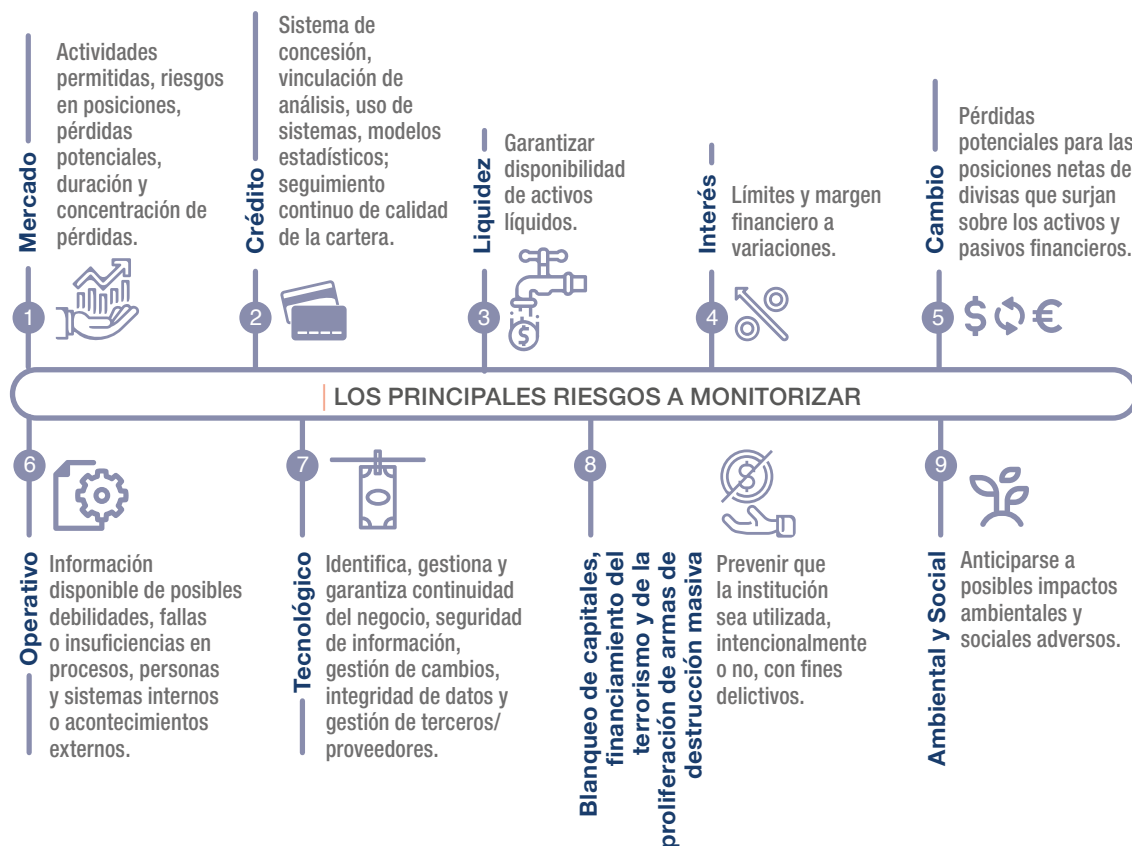 1
Mercado
Actividades
permitidas, riesgos
en posiciones,
pérdidas
potenciales,
duración y
concentración de
pérdidas.
2
Crédito
Sistema de
concesión,
vinculación de
análisis, uso de
sistemas, modelos
estadísticos;
seguimiento
continuo de calidad
de la cartera.
3
Liquidez
Garantizar
disponibilidad
de activos
líquidos.
$
4
Interés
Límites y margen
financiero a
variaciones.
5
Cambio
Pérdidas
potenciales para las
posiciones netas de
divisas que surjan
sobre los activos y
pasivos financieros.
$ €
LOS PRINCIPALES RIESGOS A MONITORIZAR
6
Operativo
Información
disponible de posibles
debilidades, fallas
o insuficiencias en
procesos, personas
y sistemas internos
o acontecimientos
externos.
7
Tecnológico
Identifica, gestiona y
garantiza continuidad
del negocio, seguridad
de información,
gestión de cambios,
integridad de datos y
gestión de terceros/
proveedores.
8
Blanqueo de capitales,
financiamiento del
terrorismo y de la
proliferación de armas de
destrucción masiva
$
Prevenir que
la institución
sea utilizada,
intencionalmente
o no, con fines
delictivos.
9
Ambiental y Social
Anticiparse a
posibles impactos
ambientales y
sociales adversos.